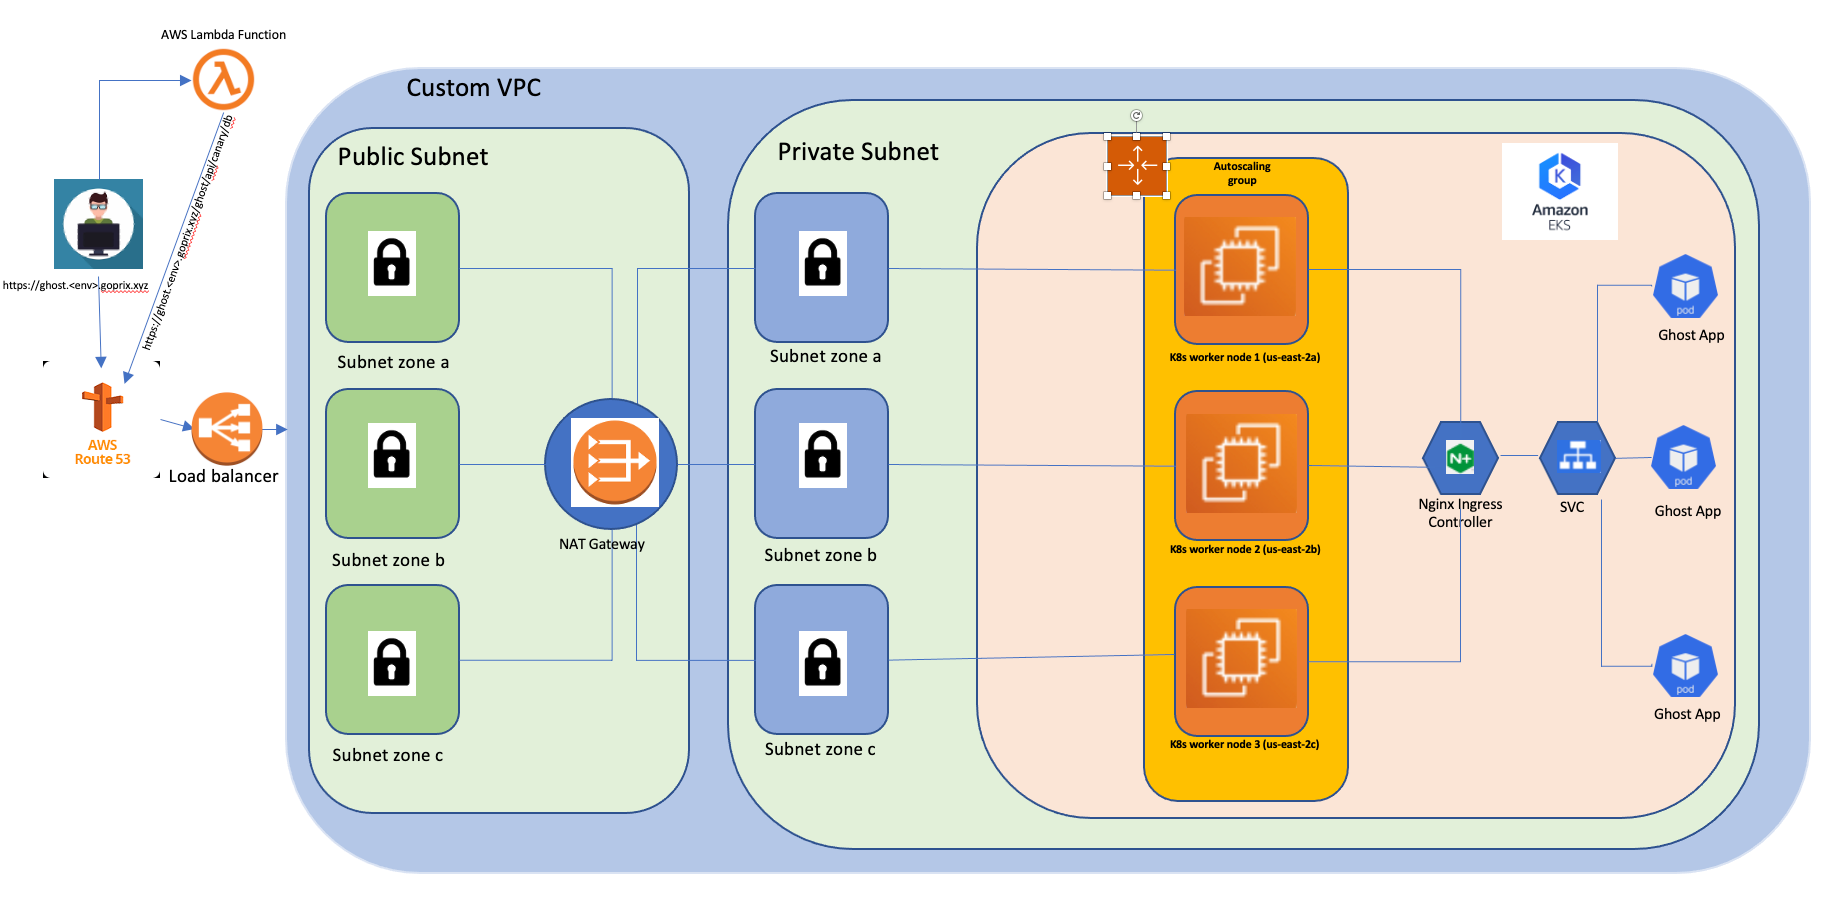 AWS Lambda Function
Custom VPC
Public Subnet
Private Subnet
Autoscaling
group
Amazon
EKS
https://ghost.<env>.goprix.xyz/ghost/api/canary/db
https://ghost.<env>.goprix.xyz
AWS
Route 53
Load balancer
Subnet zone a
Subnet zone b
Subnet zone c
NAT Gateway
Subnet zone a
Subnet zone b
Subnet zone c
K8s worker node 1 (us-east-2a)
K8s worker node 2 (us-east-2b)
K8s worker node 3 (us-east-2c)
N+
Nginx Ingress
Controller
SVC
pod
Ghost App
pod
Ghost App
pod
Ghost App